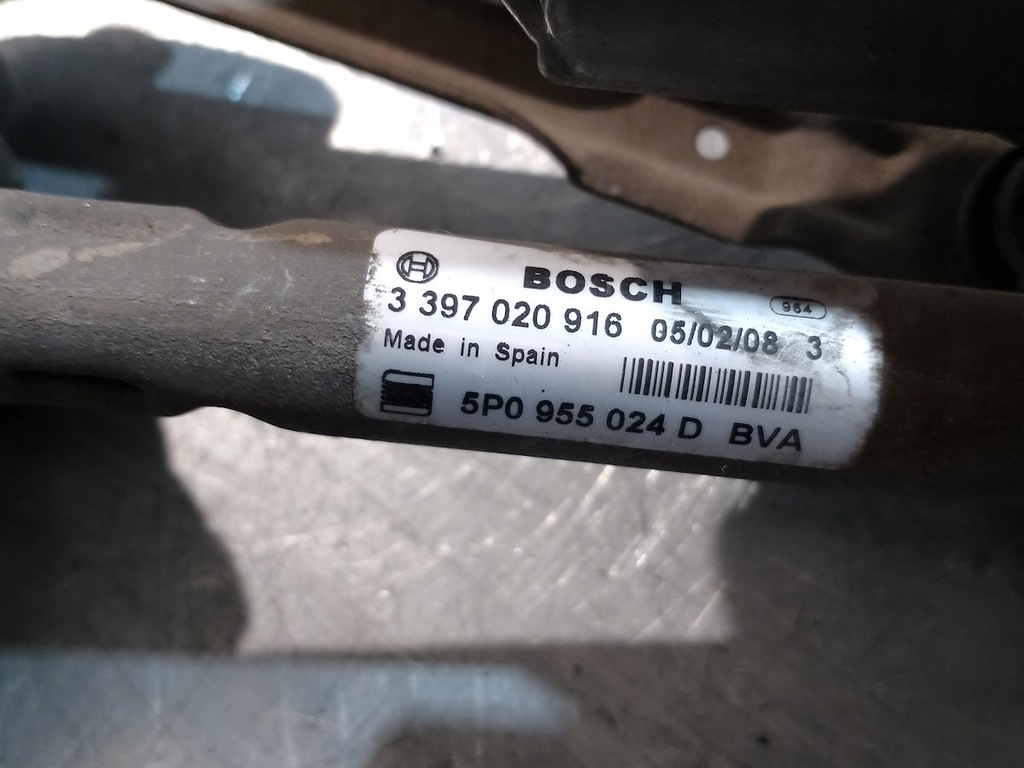 BOSCH
964
3 397 020 916 05/02/08 3
Made in Spain
5P0 955 024 D BVA